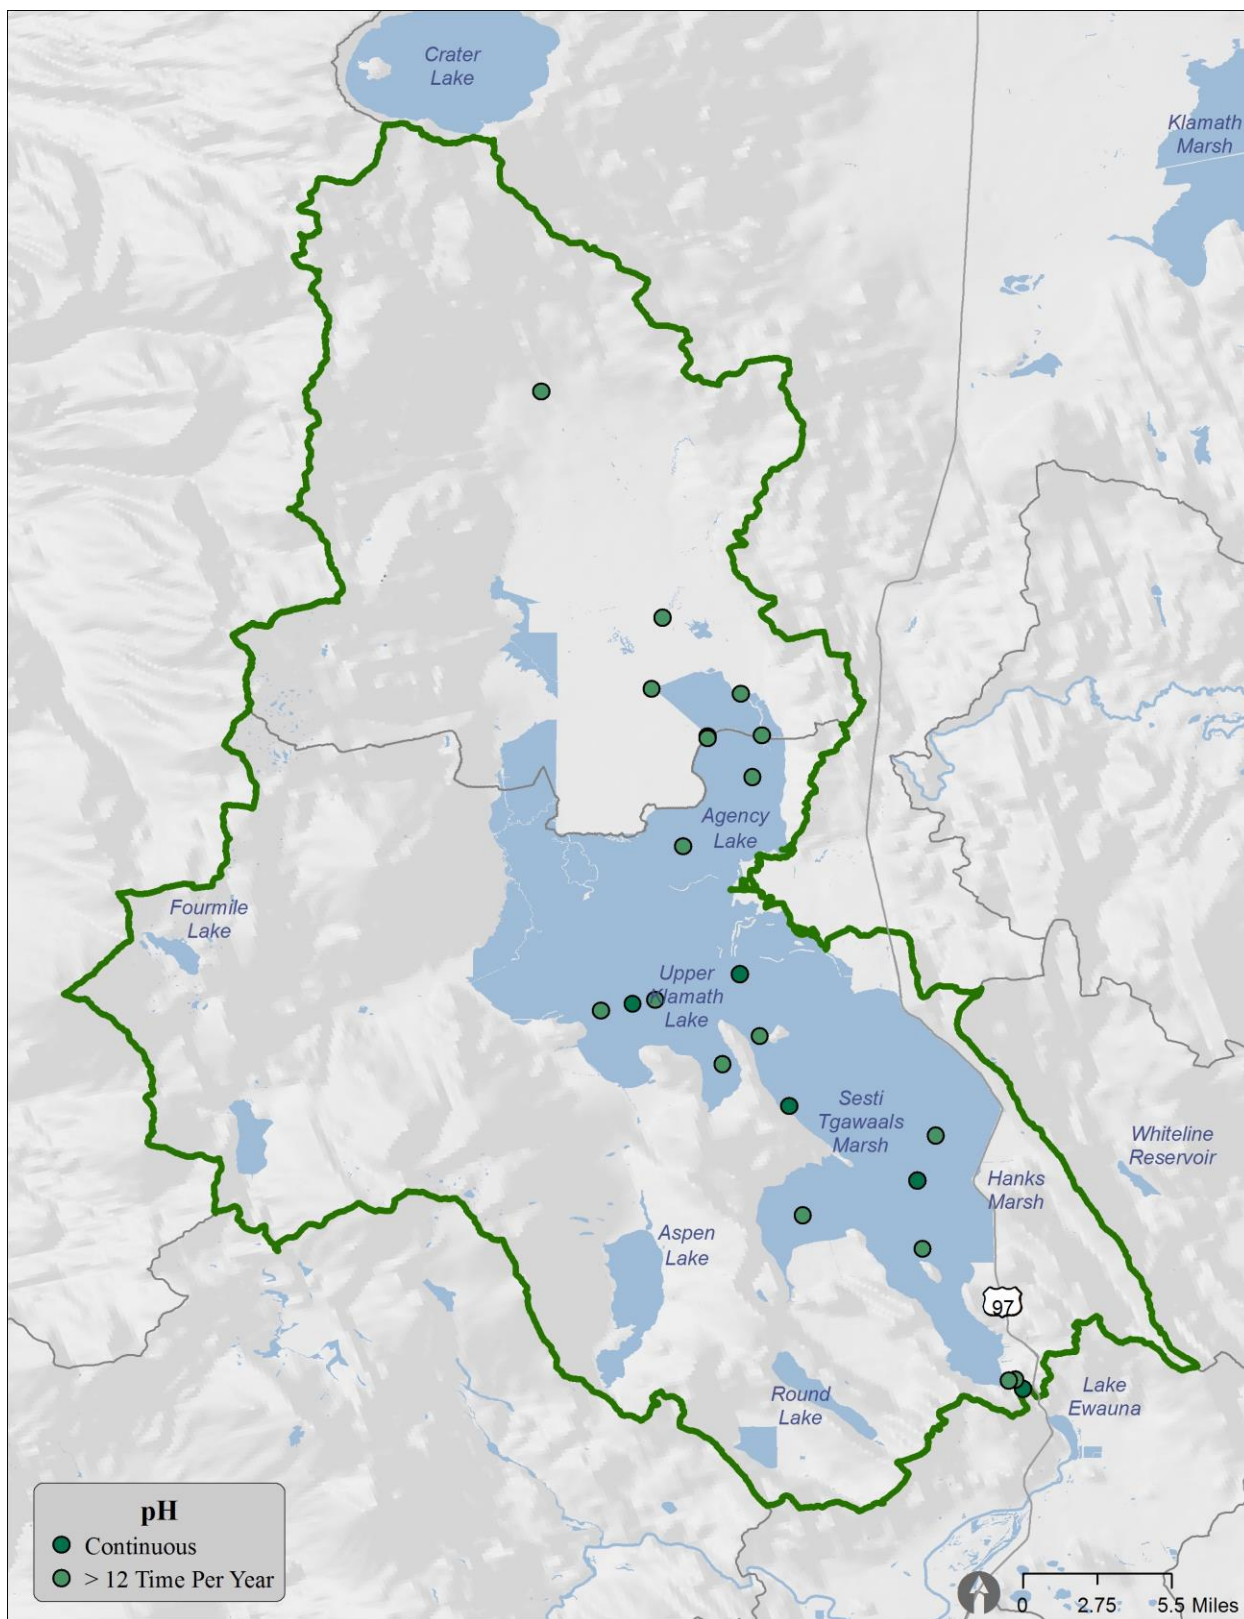 Crater
Lake
Klamath
Marsh
Agency
Lake
Fourmile
Lake
Upper
Klamath
Lake
Sesti
Tgawaals
Marsh
Whiteline
Reservoir
Hanks
Marsh
Aspen
Lake
97
Round
Lake
Lake
Ewauna
pH
Continuous
> 12 Time Per Year
0 2.75 5.5 Miles